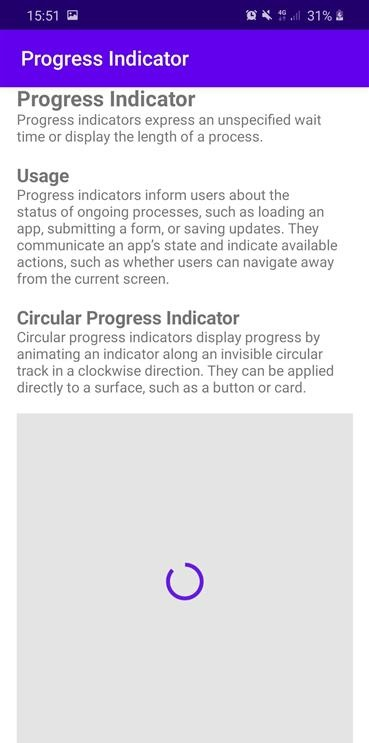 15:51 4G 31%
Progress Indicator
Progress Indicator
Progress indicators express an unspecified wait
time or display the length of a process.
Usage
Progress indicators inform users about the
status of ongoing processes, such as loading an
app, submitting a form, or saving updates. They
communicate an app's state and indicate available
actions, such as whether users can navigate away
from the current screen.
Circular Progress Indicator
Circular progress indicators display progress by
animating an indicator along an invisible circular
track in a clockwise direction. They can be applied
directly to a surface, such as a button or card.